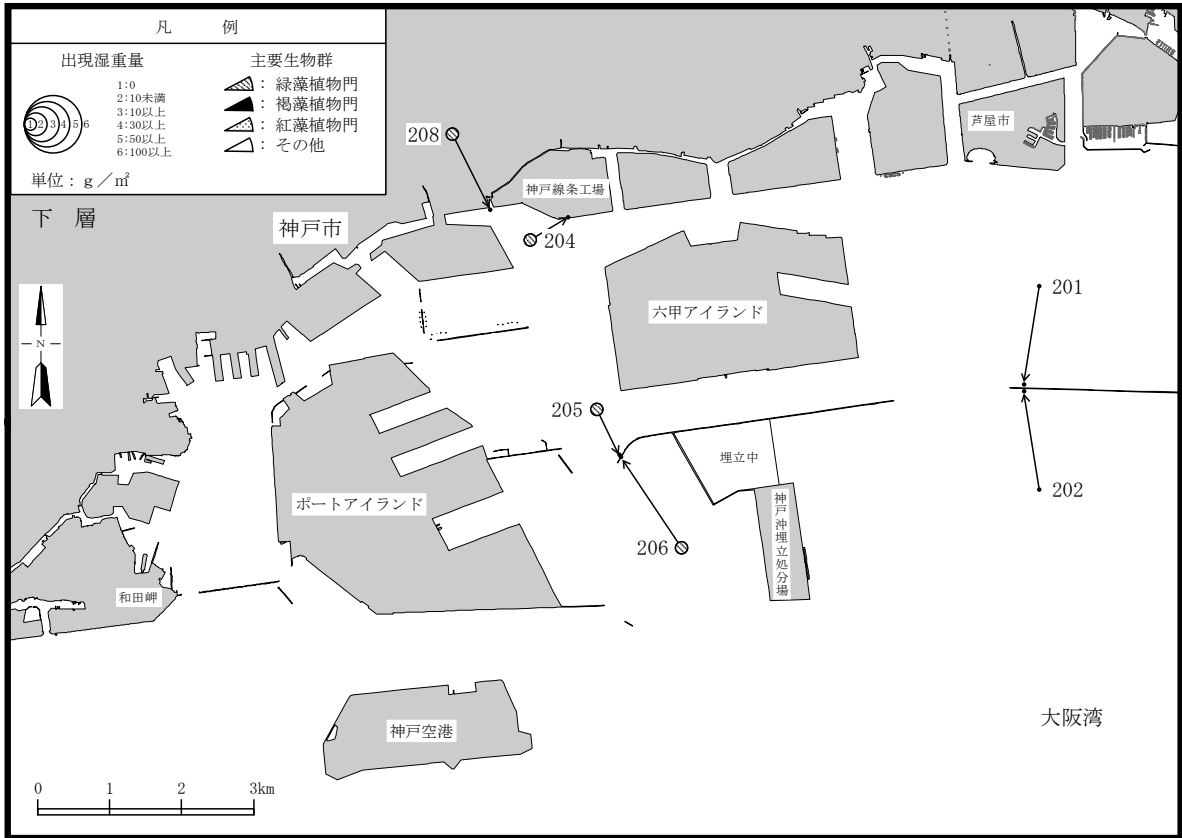 凡 例
出現湿重量
1:0
2:10未満
3:10以上
4:30以上
5:50以上
6:100以上
1 2 3 4 5 6
単位：g／㎡
主要生物群
：緑藻植物門
：褐藻植物門
：紅藻植物門
：その他
下 層
N
208
神戸線条工場
204
芦屋市
神戸市
六甲アイランド
201
205
埋立中
ポートアイランド
神戸沖埋立処分場
202
206
和田岬
神戸空港
大阪湾
0 1 2 3km